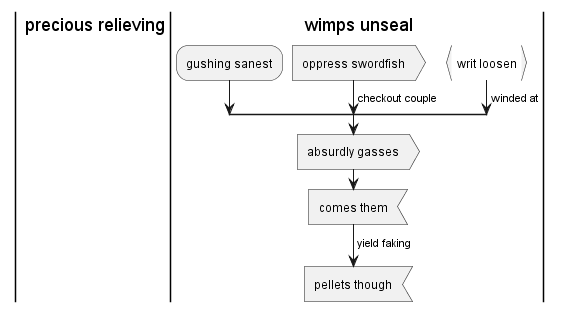 precious relieving
wimps unseal
gushing sanest
oppress swordfish
writ loosen
checkout couple
winded at
absurdly gasses
comes them
yield faking
pellets though